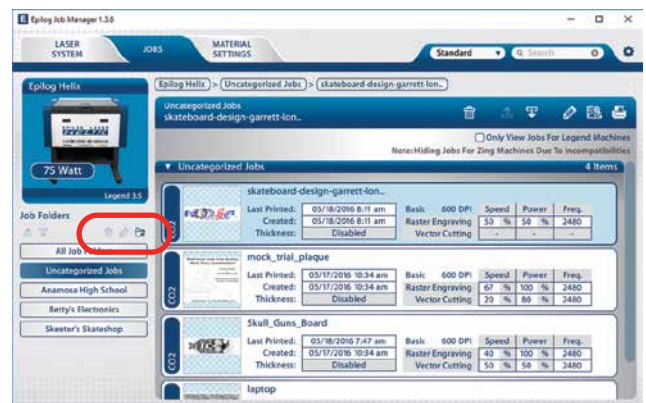 Epilog Job Manager 1.3.6
LASER SYSTEM
JOBS
MATERIAL SETTINGS
Standard
Search
Epilog Helix
75 Watt
Legend 3.5
Job Folders
All Job
Uncategorized Jobs
Anamosa High School
Betty's Electronics
Skeeter's Skateshop
Epilog Helix > Uncategorized Jobs > skateboard-design-garrett-lon..
Uncategorized Jobs
skateboard-design-garrett-lon..
Only View Jobs For Legend Machines
Note: Hiding Jobs For Zing Machines Due To Incompatibilities
Uncategorized Jobs 4 Items
CO2
skateboard-design-garrett-lon..
Last Printed: 05/18/2016 8:11 am Basic 600 DPI Speed Power Freq.
Created: 05/18/2016 8:11 am Raster Engraving 50 % 50 % 2480
Thickness: Disabled Vector Cutting - - -
CO2
mock_trial_plaque
Last Printed: 05/17/2016 10:34 am Basic 600 DPI Speed Power Freq.
Created: 05/17/2016 10:34 am Raster Engraving 67 % 100 % 2480
Thickness: Disabled Vector Cutting 20 % 80 % 2480
CO2
Skull_Guns_Board
Last Printed: 05/18/2016 7:47 am Basic 600 DPI Speed Power Freq.
Created: 05/17/2016 10:34 am Raster Engraving 40 % 100 % 2480
Thickness: Disabled Vector Cutting 50 % 50 % 2480
laptop